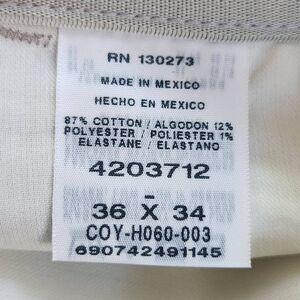 RN 130273
MADE IN MEXICO
HECHO EN MEXICO
87% COTTON / ALGODON 12%
POLYESTER / POLIESTER 1%
ELASTANE / ELASTANO
4203712
-
36 X 34
COY-H060-003
690742491145